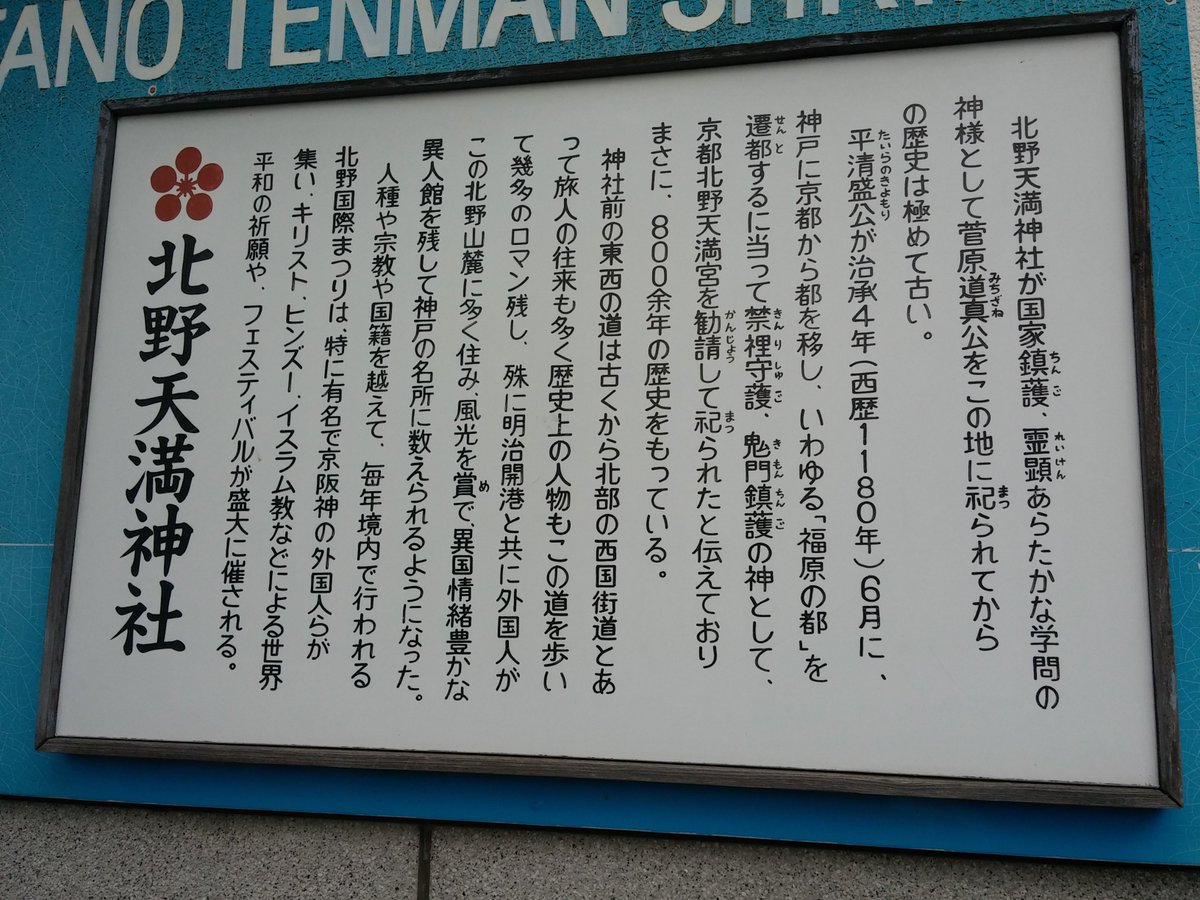 ANO TENMAN SHRI
北野天満神社が国家鎮護、霊顕あらたかな学問の
神様として菅原道真公をこの地に祀られてから
の歴史は極めて古い。
平清盛公が治承4年(西歴1180年)6月に、
神戸に京都から都を移し、いわゆる「福原の都」を
遷都するに当って禁裡守護、鬼門鎮護の神として、
京都北野天満宮を勧請して祀られたと伝えており
まさに、800余年の歴史をもっている。
神社前の東西の道は古くから北部の西国街道とあ
って旅人の往来も多く歴史上の人物もこの道を歩い
て幾多のロマン残し、殊に明治開港と共に外国人が
この北野山麓に多く住み、風光を賞で、異国情緒豊かな
異人館を残して神戸の名所に数えられるようになった。
人種や宗教や国籍を越えて、毎年境内で行われる
北野国際まつりは、特に有名で京阪神の外国人らが
集い、キリスト、ヒンズー、イスラム教などによる世界
平和の祈願や、フェスティバルが盛大に催される。
北野天満神社